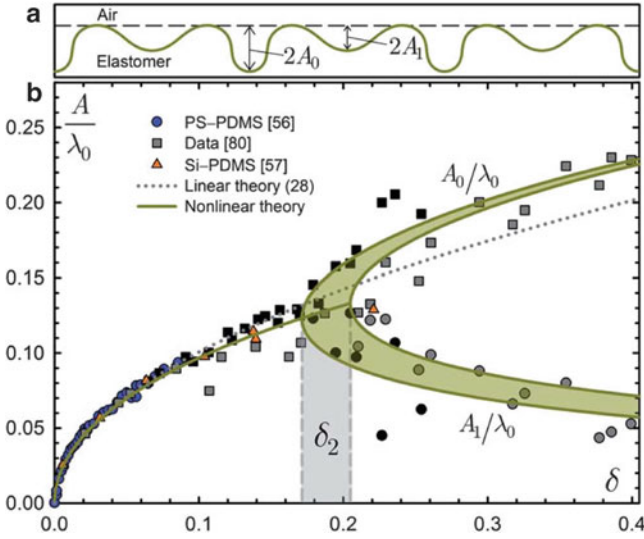 a
Air
Elastomer
2A₀
2A₁
b
A/λ₀
PS–PDMS [56]
Data [80]
Si–PDMS [57]
Linear theory (28)
Nonlinear theory
A₀/λ₀
A₁/λ₀
δ₂
δ
0.25
0.20
0.15
0.10
0.05
0.00
0.0 0.1 0.2 0.3 0.4